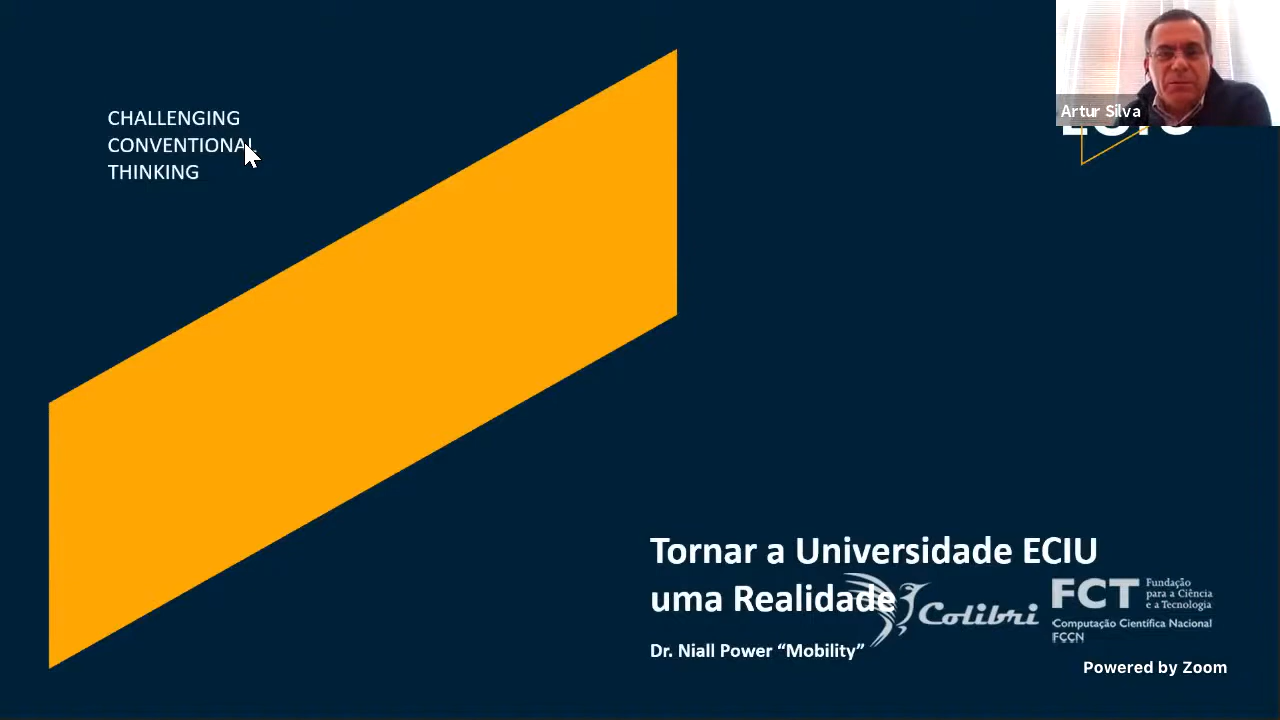 CHALLENGING
CONVENTIONAL
THINKING
Artur Silva
ECIU
Tornar a Universidade ECIU
uma Realidade
Dr. Niall Power “Mobility”
Colibri
FCT
Fundação
para a Ciência
e a Tecnologia
Computação Científica Nacional
FCCN
Powered by Zoom